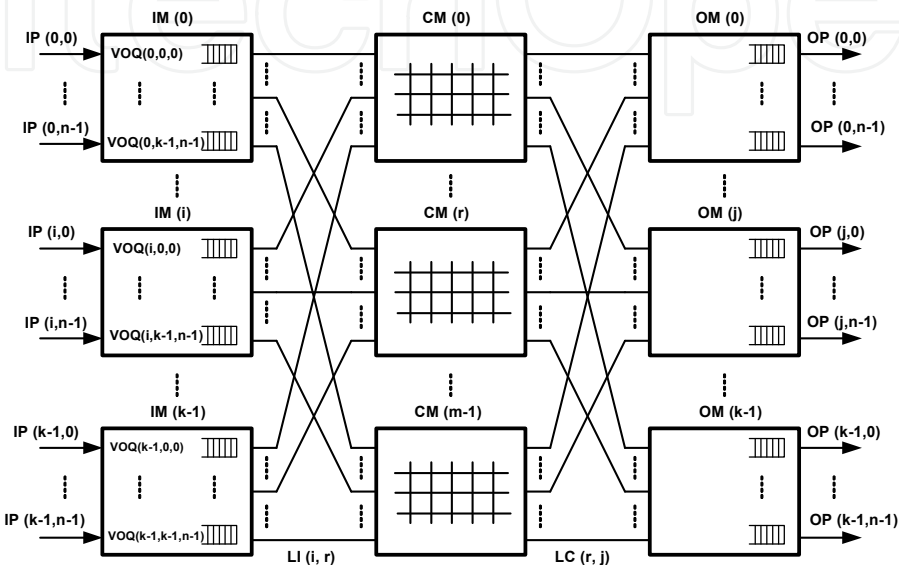 IM (0) CM (0) OM (0)
IP (0,0) VOQ(0,0,0) OP (0,0)
IP (0,n-1) VOQ(0,k-1,n-1) OP (0,n-1)
IM (i) CM (r) OM (j)
IP (i,0) VOQ(i,0,0) OP (j,0)
IP (i,n-1) VOQ(i,k-1,n-1) OP (j,n-1)
IM (k-1) CM (m-1) OM (k-1)
IP (k-1,0) VOQ(k-1,0,0) OP (k-1,0)
IP (k-1,n-1) VOQ(k-1,k-1,n-1) OP (k-1,n-1)
LI (i, r) LC (r, j)